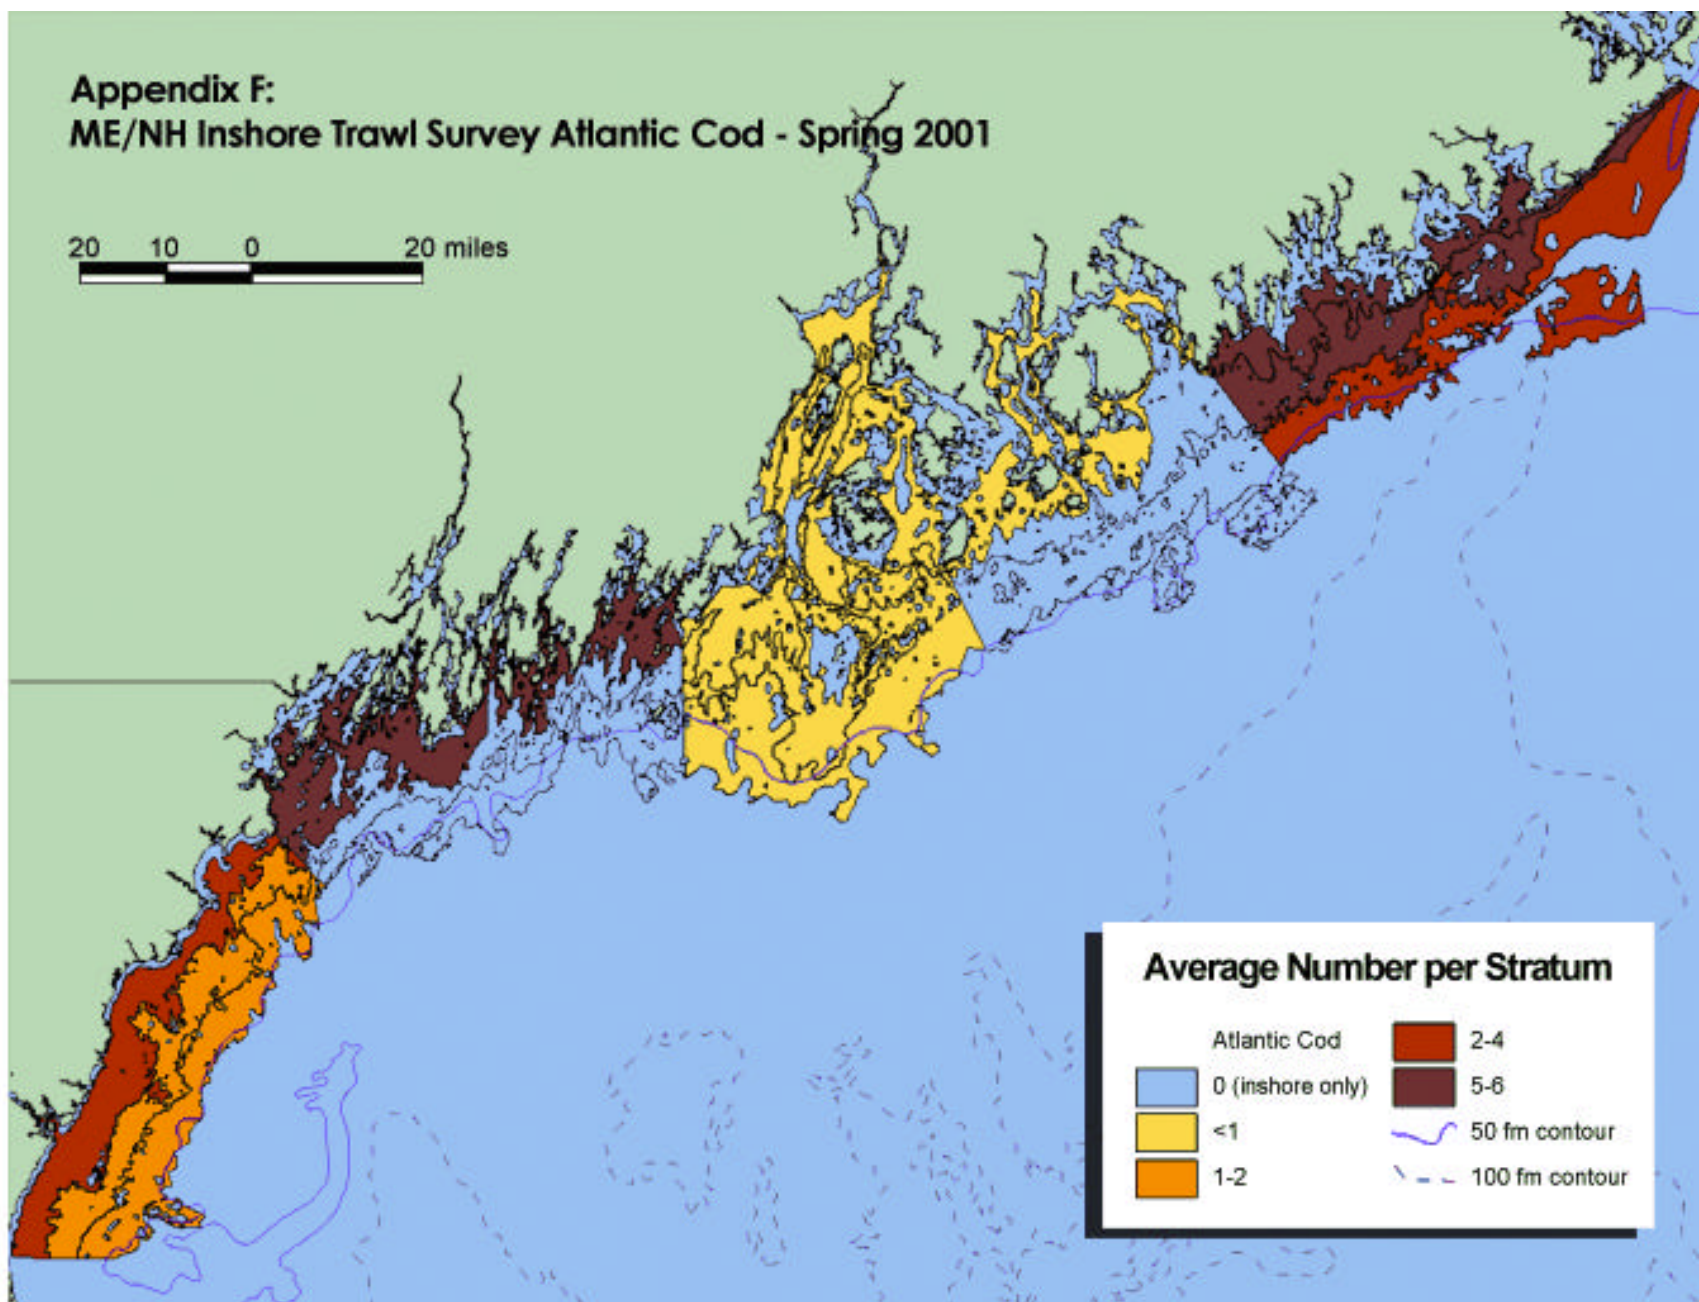 Appendix F:
ME/NH Inshore Trawl Survey Atlantic Cod - Spring 2001
20 10 0 20 miles
Average Number per Stratum
Atlantic Cod
0 (inshore only)
<1
1-2
2-4
5-6
50 fm contour
100 fm contour